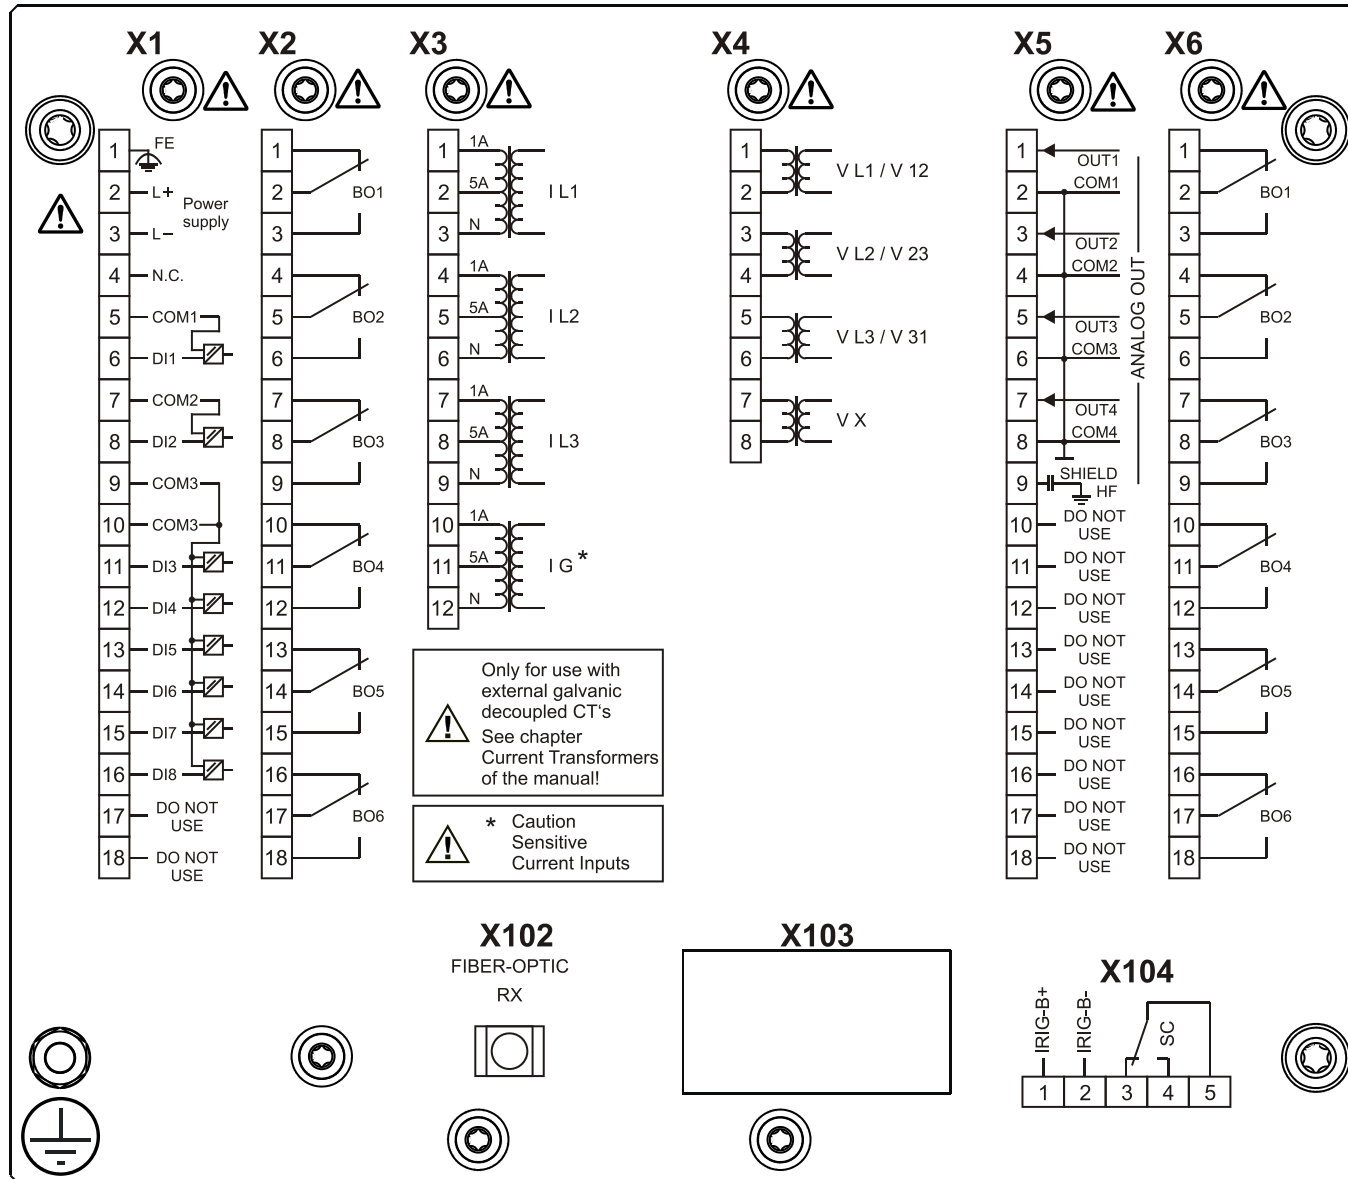 X1
X2
X3
X4
X5
X6
1 FE
2 L+
Power
supply
3 L−
4 N.C.
5 COM1
6 DI1
7 COM2
8 DI2
9 COM3
10 COM3
11 DI3
12 DI4
13 DI5
14 DI6
15 DI7
16 DI8
17 DO NOT
USE
18 DO NOT
USE
1
2 BO1
3
4
5 BO2
6
7
8 BO3
9
10
11 BO4
12
13
14 BO5
15
16
17 BO6
18
1 1A
2 5A I L1
3 N
4 1A
5 5A I L2
6 N
7 1A
8 5A I L3
9 N
10 1A
11 5A I G *
12 N
Only for use with
external galvanic
decoupled CT's
See chapter
Current Transformers
of the manual!
* Caution
Sensitive
Current Inputs
1
V L1 / V 12
2
3
V L2 / V 23
4
5
V L3 / V 31
6
7
V X
8
1 OUT1
2 COM1
3 OUT2
4 COM2
5 OUT3
6 COM3
7 OUT4
8 COM4
9 SHIELD
HF
ANALOG OUT
10 DO NOT
USE
11 DO NOT
USE
12 DO NOT
USE
13 DO NOT
USE
14 DO NOT
USE
15 DO NOT
USE
16 DO NOT
USE
17 DO NOT
USE
18 DO NOT
USE
1
2 BO1
3
4
5 BO2
6
7
8 BO3
9
10
11 BO4
12
13
14 BO5
15
16
17 BO6
18
X102
FIBER-OPTIC
RX
X103
X104
IRIG-B+
IRIG-B-
SC
1 2 3 4 5